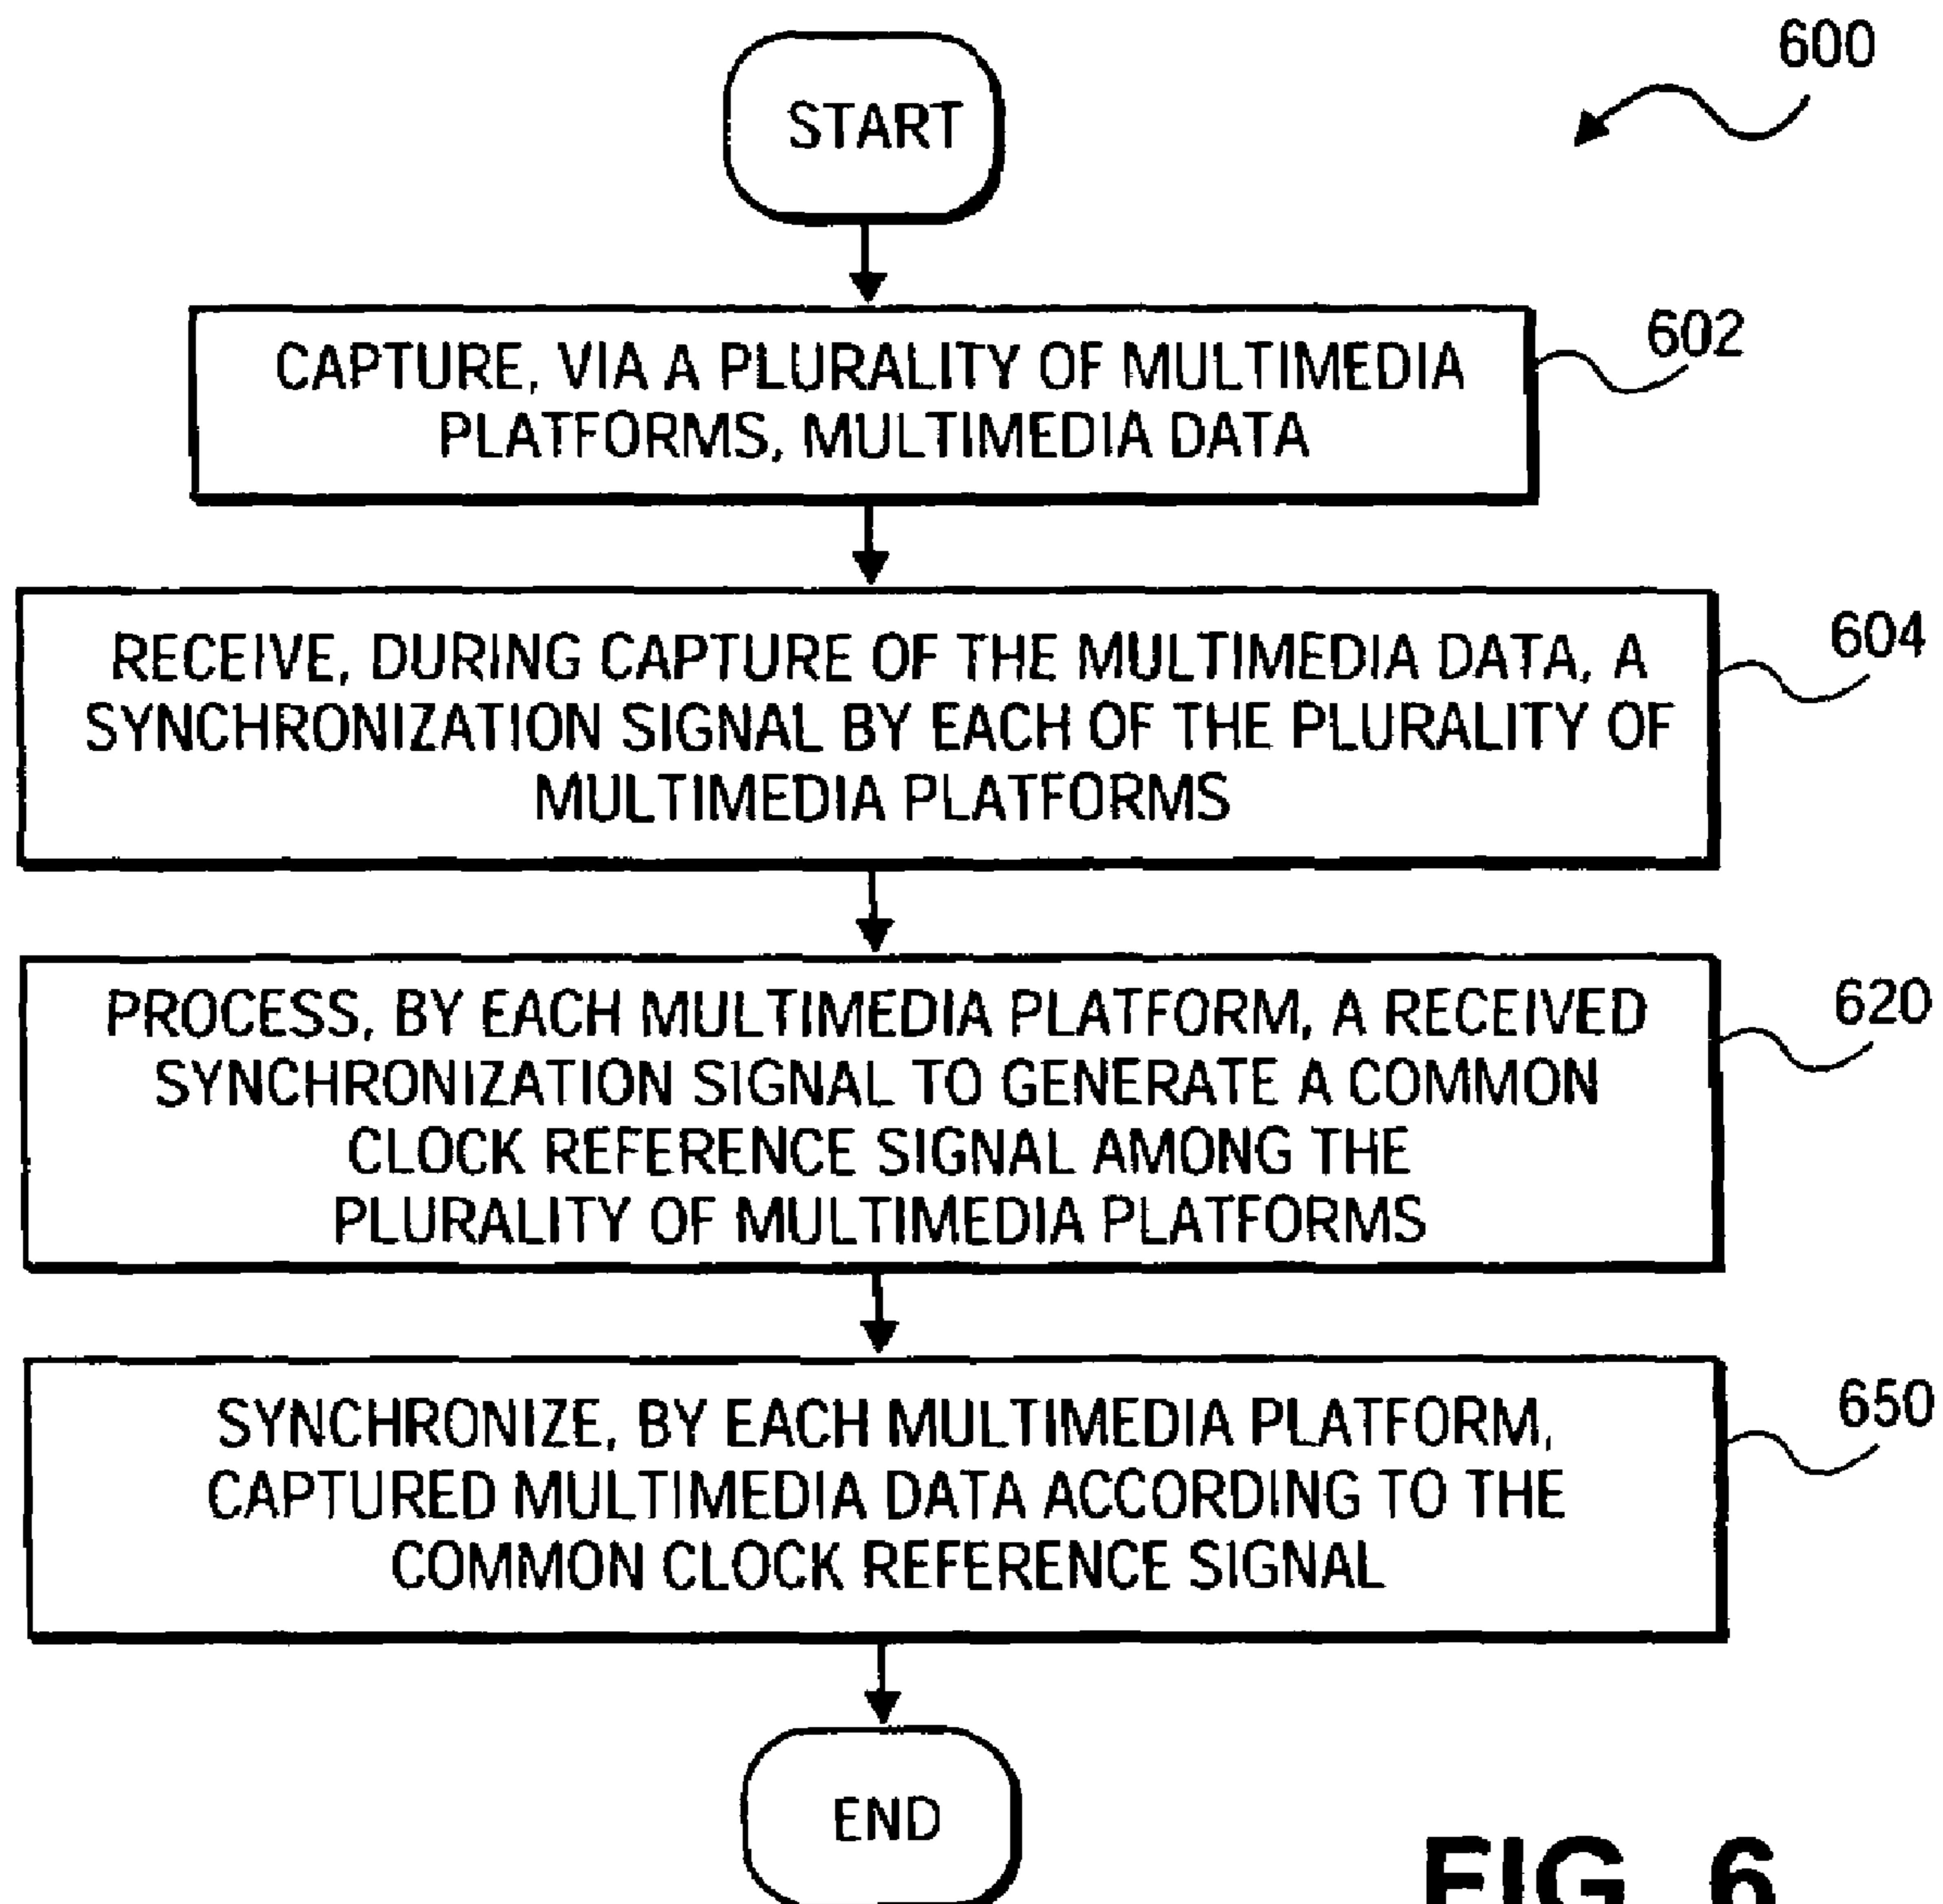 600
START
CAPTURE, VIA A PLURALITY OF MULTIMEDIA
PLATFORMS, MULTIMEDIA DATA
602
RECEIVE, DURING CAPTURE OF THE MULTIMEDIA DATA, A
SYNCHRONIZATION SIGNAL BY EACH OF THE PLURALITY OF
MULTIMEDIA PLATFORMS
604
PROCESS, BY EACH MULTIMEDIA PLATFORM, A RECEIVED
SYNCHRONIZATION SIGNAL TO GENERATE A COMMON
CLOCK REFERENCE SIGNAL AMONG THE
PLURALITY OF MULTIMEDIA PLATFORMS
620
SYNCHRONIZE, BY EACH MULTIMEDIA PLATFORM,
CAPTURED MULTIMEDIA DATA ACCORDING TO THE
COMMON CLOCK REFERENCE SIGNAL
650
END
FIG 6